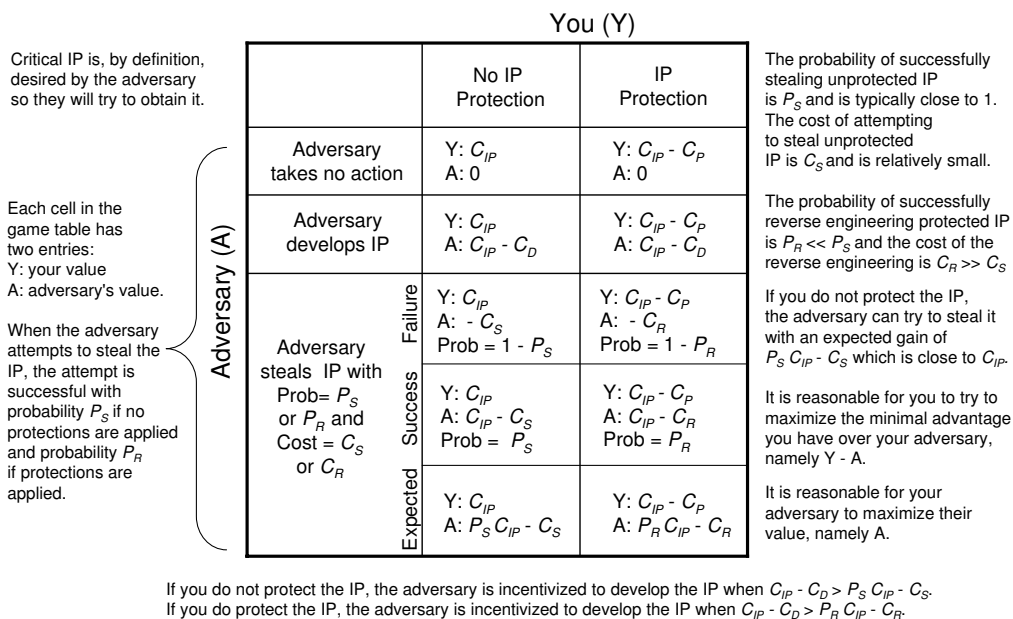 You (Y)
Critical IP is, by definition,
desired by the adversary
so they will try to obtain it.
Each cell in the
game table has
two entries:
Y: your value
A: adversary's value.
When the adversary
attempts to steal the
IP, the attempt is
successful with
probability P_S if no
protections are applied
and probability P_R
if protections are
applied.
Adversary (A)
No IP
Protection
IP
Protection
Adversary
takes no action
Y: C_IP
A: 0
Y: C_IP - C_P
A: 0
Adversary
develops IP
Y: C_IP
A: C_IP - C_D
Y: C_IP - C_P
A: C_IP - C_D
Adversary
steals IP with
Prob= P_S
or P_R and
Cost = C_S
or C_R
Failure
Y: C_IP
A: - C_S
Prob = 1 - P_S
Y: C_IP - C_P
A: - C_R
Prob = 1 - P_R
Success
Y: C_IP
A: C_IP - C_S
Prob = P_S
Y: C_IP - C_P
A: C_IP - C_R
Prob = P_R
Expected
Y: C_IP
A: P_S C_IP - C_S
Y: C_IP - C_P
A: P_R C_IP - C_R
The probability of successfully
stealing unprotected IP
is P_S and is typically close to 1.
The cost of attempting
to steal unprotected
IP is C_S and is relatively small.
The probability of successfully
reverse engineering protected IP
is P_R << P_S and the cost of the
reverse engineering is C_R >> C_S
If you do not protect the IP,
the adversary can try to steal it
with an expected gain of
P_S C_IP - C_S which is close to C_IP.
It is reasonable for you to try to
maximize the minimal advantage
you have over your adversary,
namely Y - A.
It is reasonable for your
adversary to maximize their
value, namely A.
If you do not protect the IP, the adversary is incentivized to develop the IP when C_IP - C_D > P_S C_IP - C_S.
If you do protect the IP, the adversary is incentivized to develop the IP when C_IP - C_D > P_R C_IP - C_R.